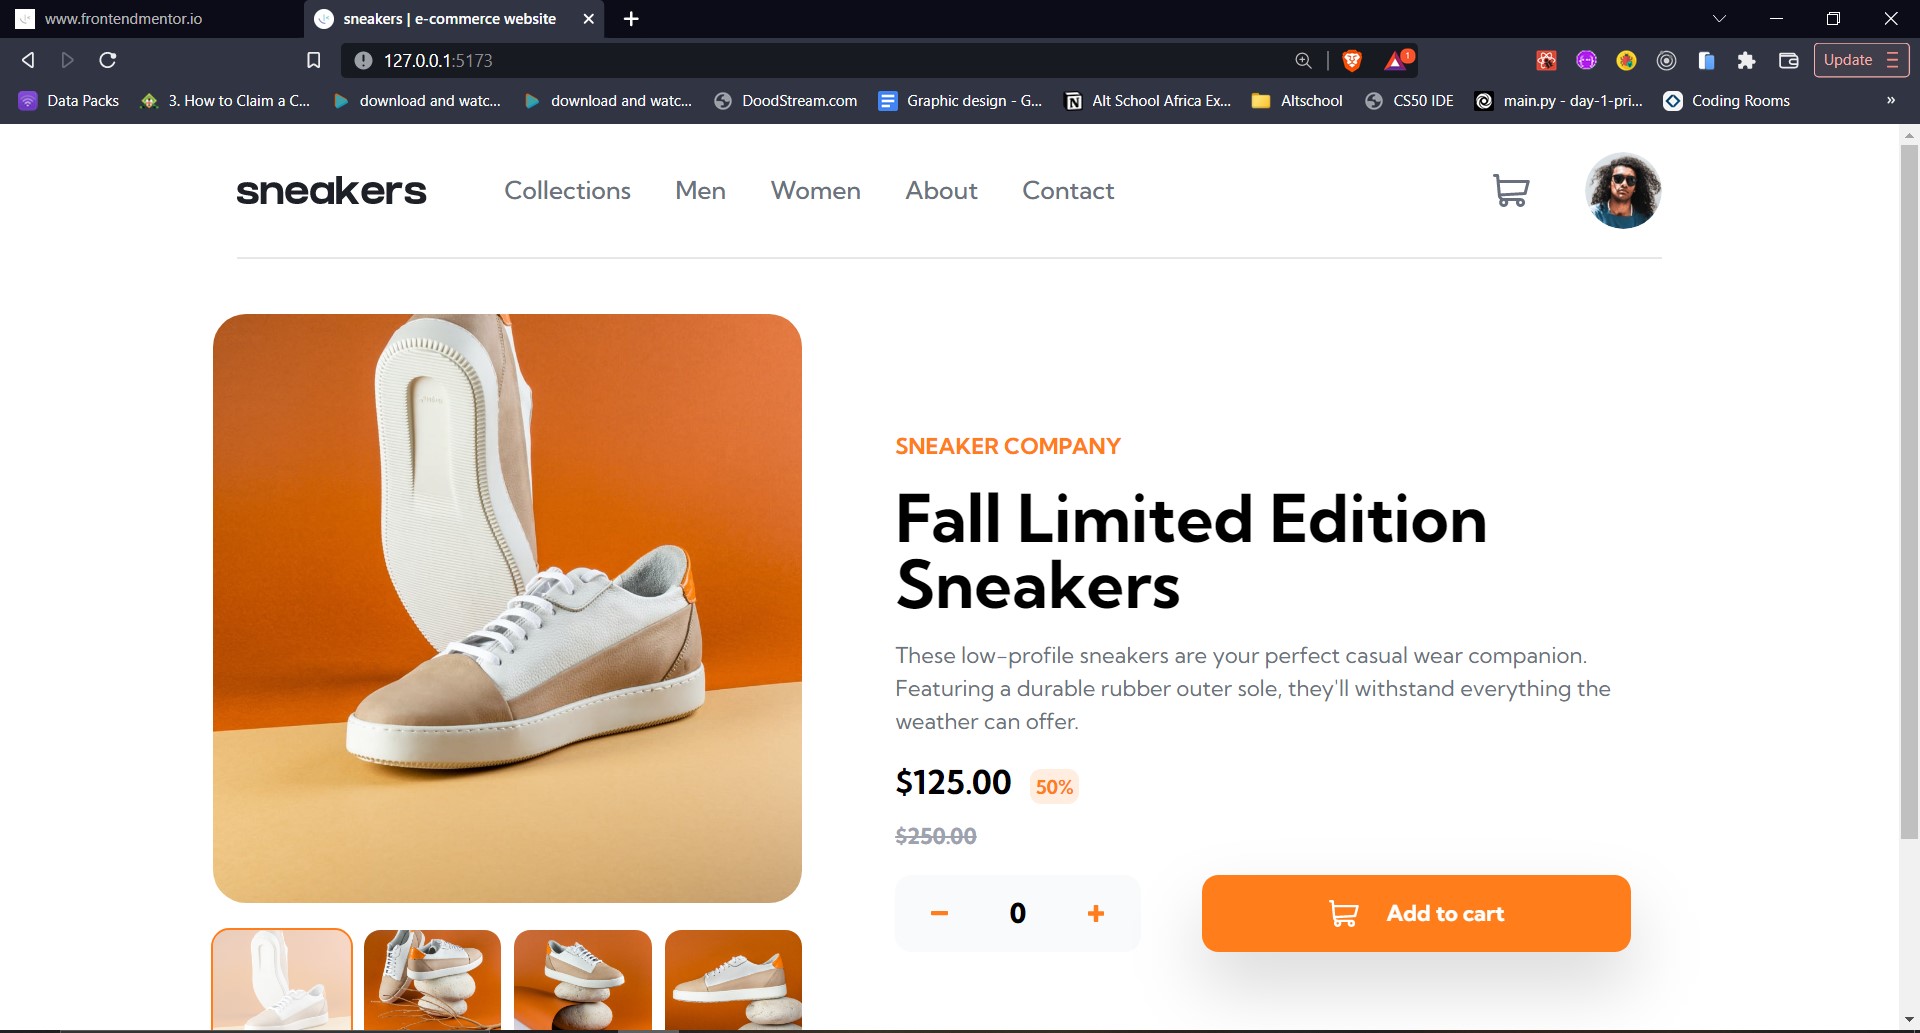 www.frontendmentor.io
sneakers | e-commerce website
127.0.0.1:5173
1
Update
Data Packs
3. How to Claim a C...
download and watc...
download and watc...
DoodStream.com
Graphic design - G...
Alt School Africa Ex...
Altschool
CS50 IDE
main.py - day-1-pri...
Coding Rooms
»
sneakers
Collections
Men
Women
About
Contact
SNEAKER COMPANY
Fall Limited Edition
Sneakers
These low-profile sneakers are your perfect casual wear companion.
Featuring a durable rubber outer sole, they'll withstand everything the
weather can offer.
$125.00 50%
$250.00
0
Add to cart